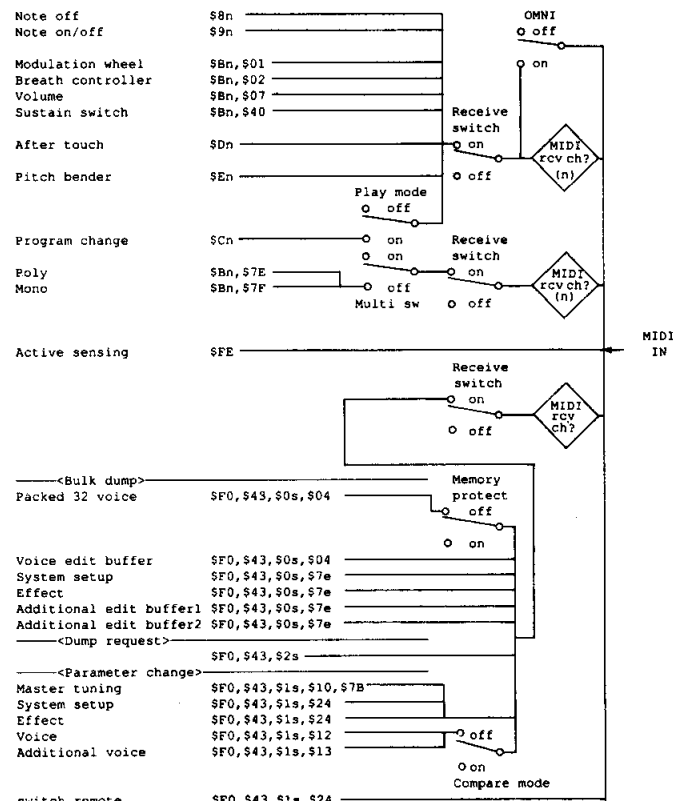 Note off $8n
Note on/off $9n
OMNI
off
on
Modulation wheel $Bn,$01
Breath controller $Bn,$02
Volume $Bn,$07
Sustain switch $Bn,$40
Receive
switch
After touch $Dn
on
off
MIDI
rcv ch?
(n)
Pitch bender $En
Play mode
off
on
Program change $Cn
Receive
switch
on
on
Poly $Bn,$7E
Mono $Bn,$7F
off
Multi sw
off
MIDI
rcv ch?
(n)
MIDI
IN
Active sensing $FE
Receive
switch
on
off
MIDI
rcv
ch?
<Bulk dump>
Memory
protect
Packed 32 voice $F0,$43,$0s,$04
off
on
Voice edit buffer $F0,$43,$0s,$04
System setup $F0,$43,$0s,$7e
Effect $F0,$43,$0s,$7e
Additional edit buffer1 $F0,$43,$0s,$7e
Additional edit buffer2 $F0,$43,$0s,$7e
<Dump request>
$F0,$43,$2s
<Parameter change>
Master tuning $F0,$43,$1s,$10,$7B
System setup $F0,$43,$1s,$24
Effect $F0,$43,$1s,$24
Voice $F0,$43,$1s,$12
off
Additional voice $F0,$43,$1s,$13
on
Compare mode
switch remote $F0,$43,$1s,$24